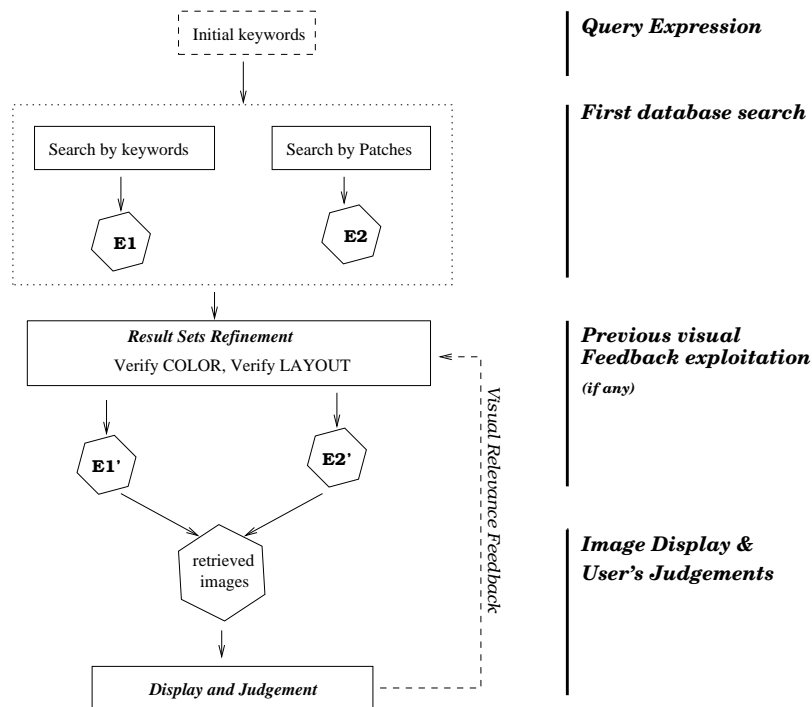 Initial keywords
Query Expression
First database search
Search by keywords
Search by Patches
E1
E2
Result Sets Refinement
Verify COLOR, Verify LAYOUT
Previous visual
Feedback exploitation
(if any)
Visual Relevance Feedback
E1'
E2'
retrieved
images
Image Display &
User's Judgements
Display and Judgement